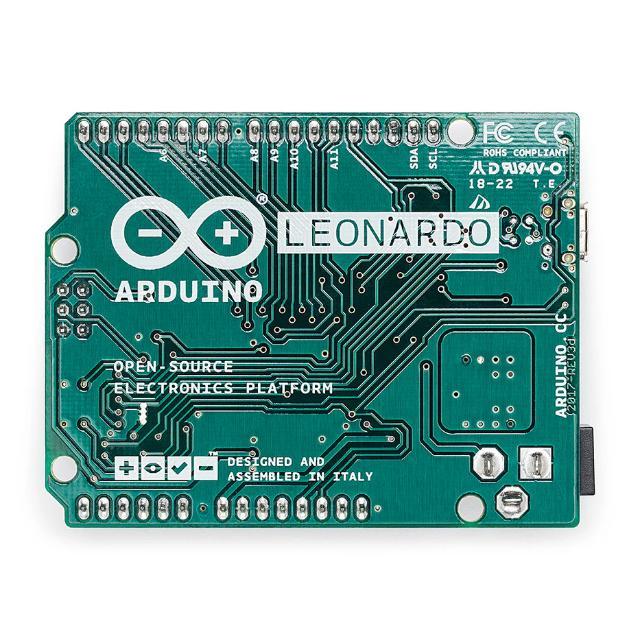 A6
A7
A8
A9
A10
A11
SDA
SCL
FC CE
ROHS COMPLIANT
94V-0
18-22 T.E.
®
LEONARDO
ARDUINO
OPEN-SOURCE
ELECTRONICS PLATFORM
ARDUINO.CC
™
DESIGNED AND
ASSEMBLED IN ITALY